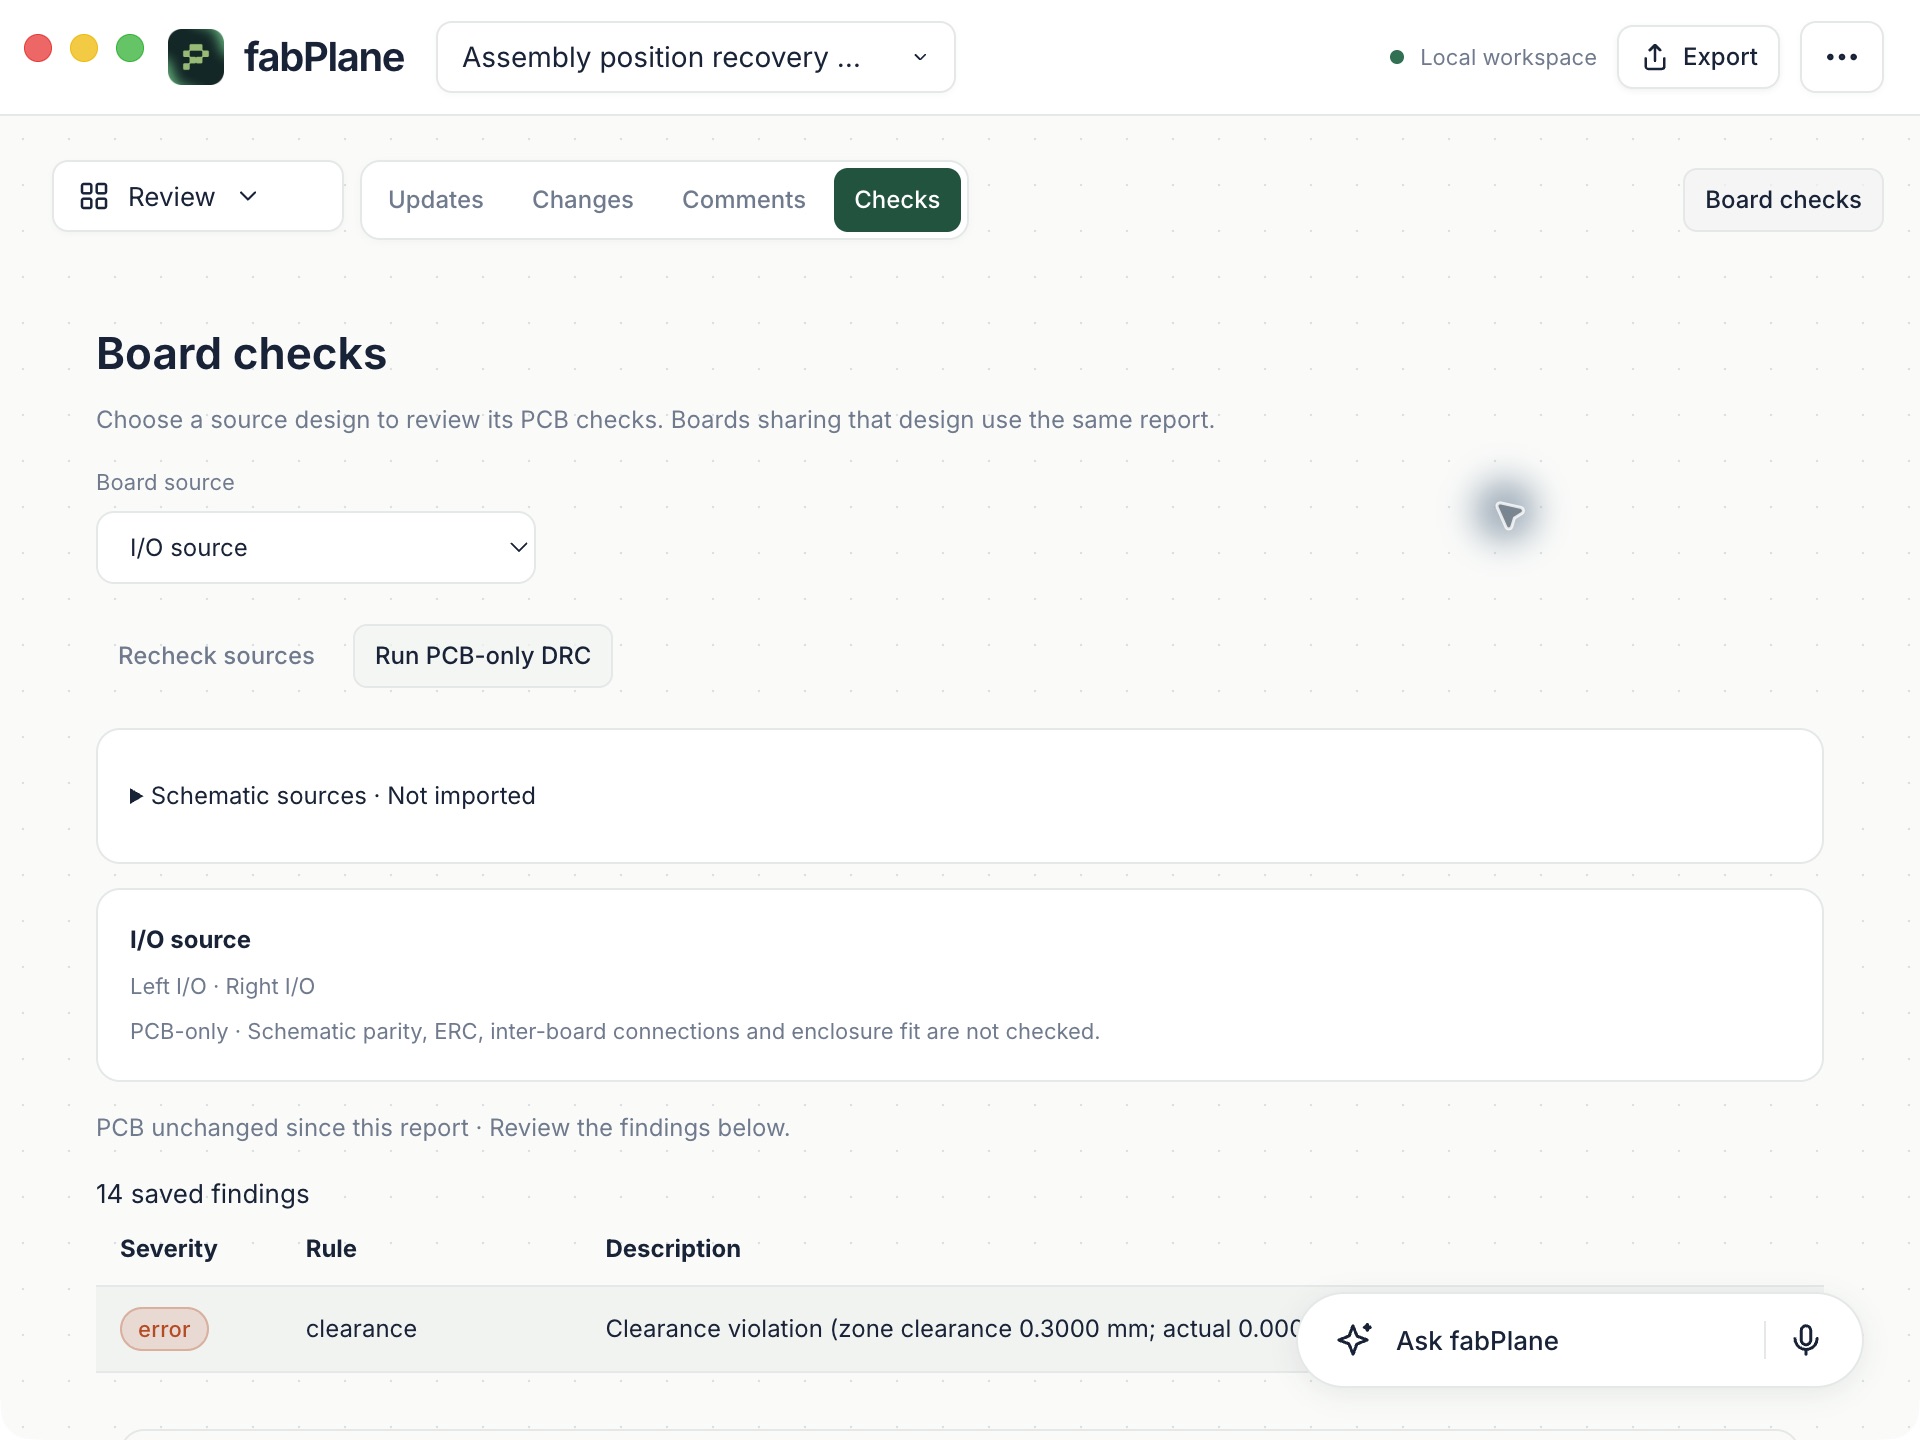 fabPlane
Assembly position recovery ...
Local workspace
Export
Review
Updates
Changes
Comments
Checks
Board checks
Board checks
Choose a source design to review its PCB checks. Boards sharing that design use the same report.
Board source
I/O source
Recheck sources
Run PCB-only DRC
Schematic sources · Not imported
I/O source
Left I/O · Right I/O
PCB-only · Schematic parity, ERC, inter-board connections and enclosure fit are not checked.
PCB unchanged since this report · Review the findings below.
14 saved findings
Severity Rule Description
error clearance Clearance violation (zone clearance 0.3000 mm; actual 0.000
Ask fabPlane